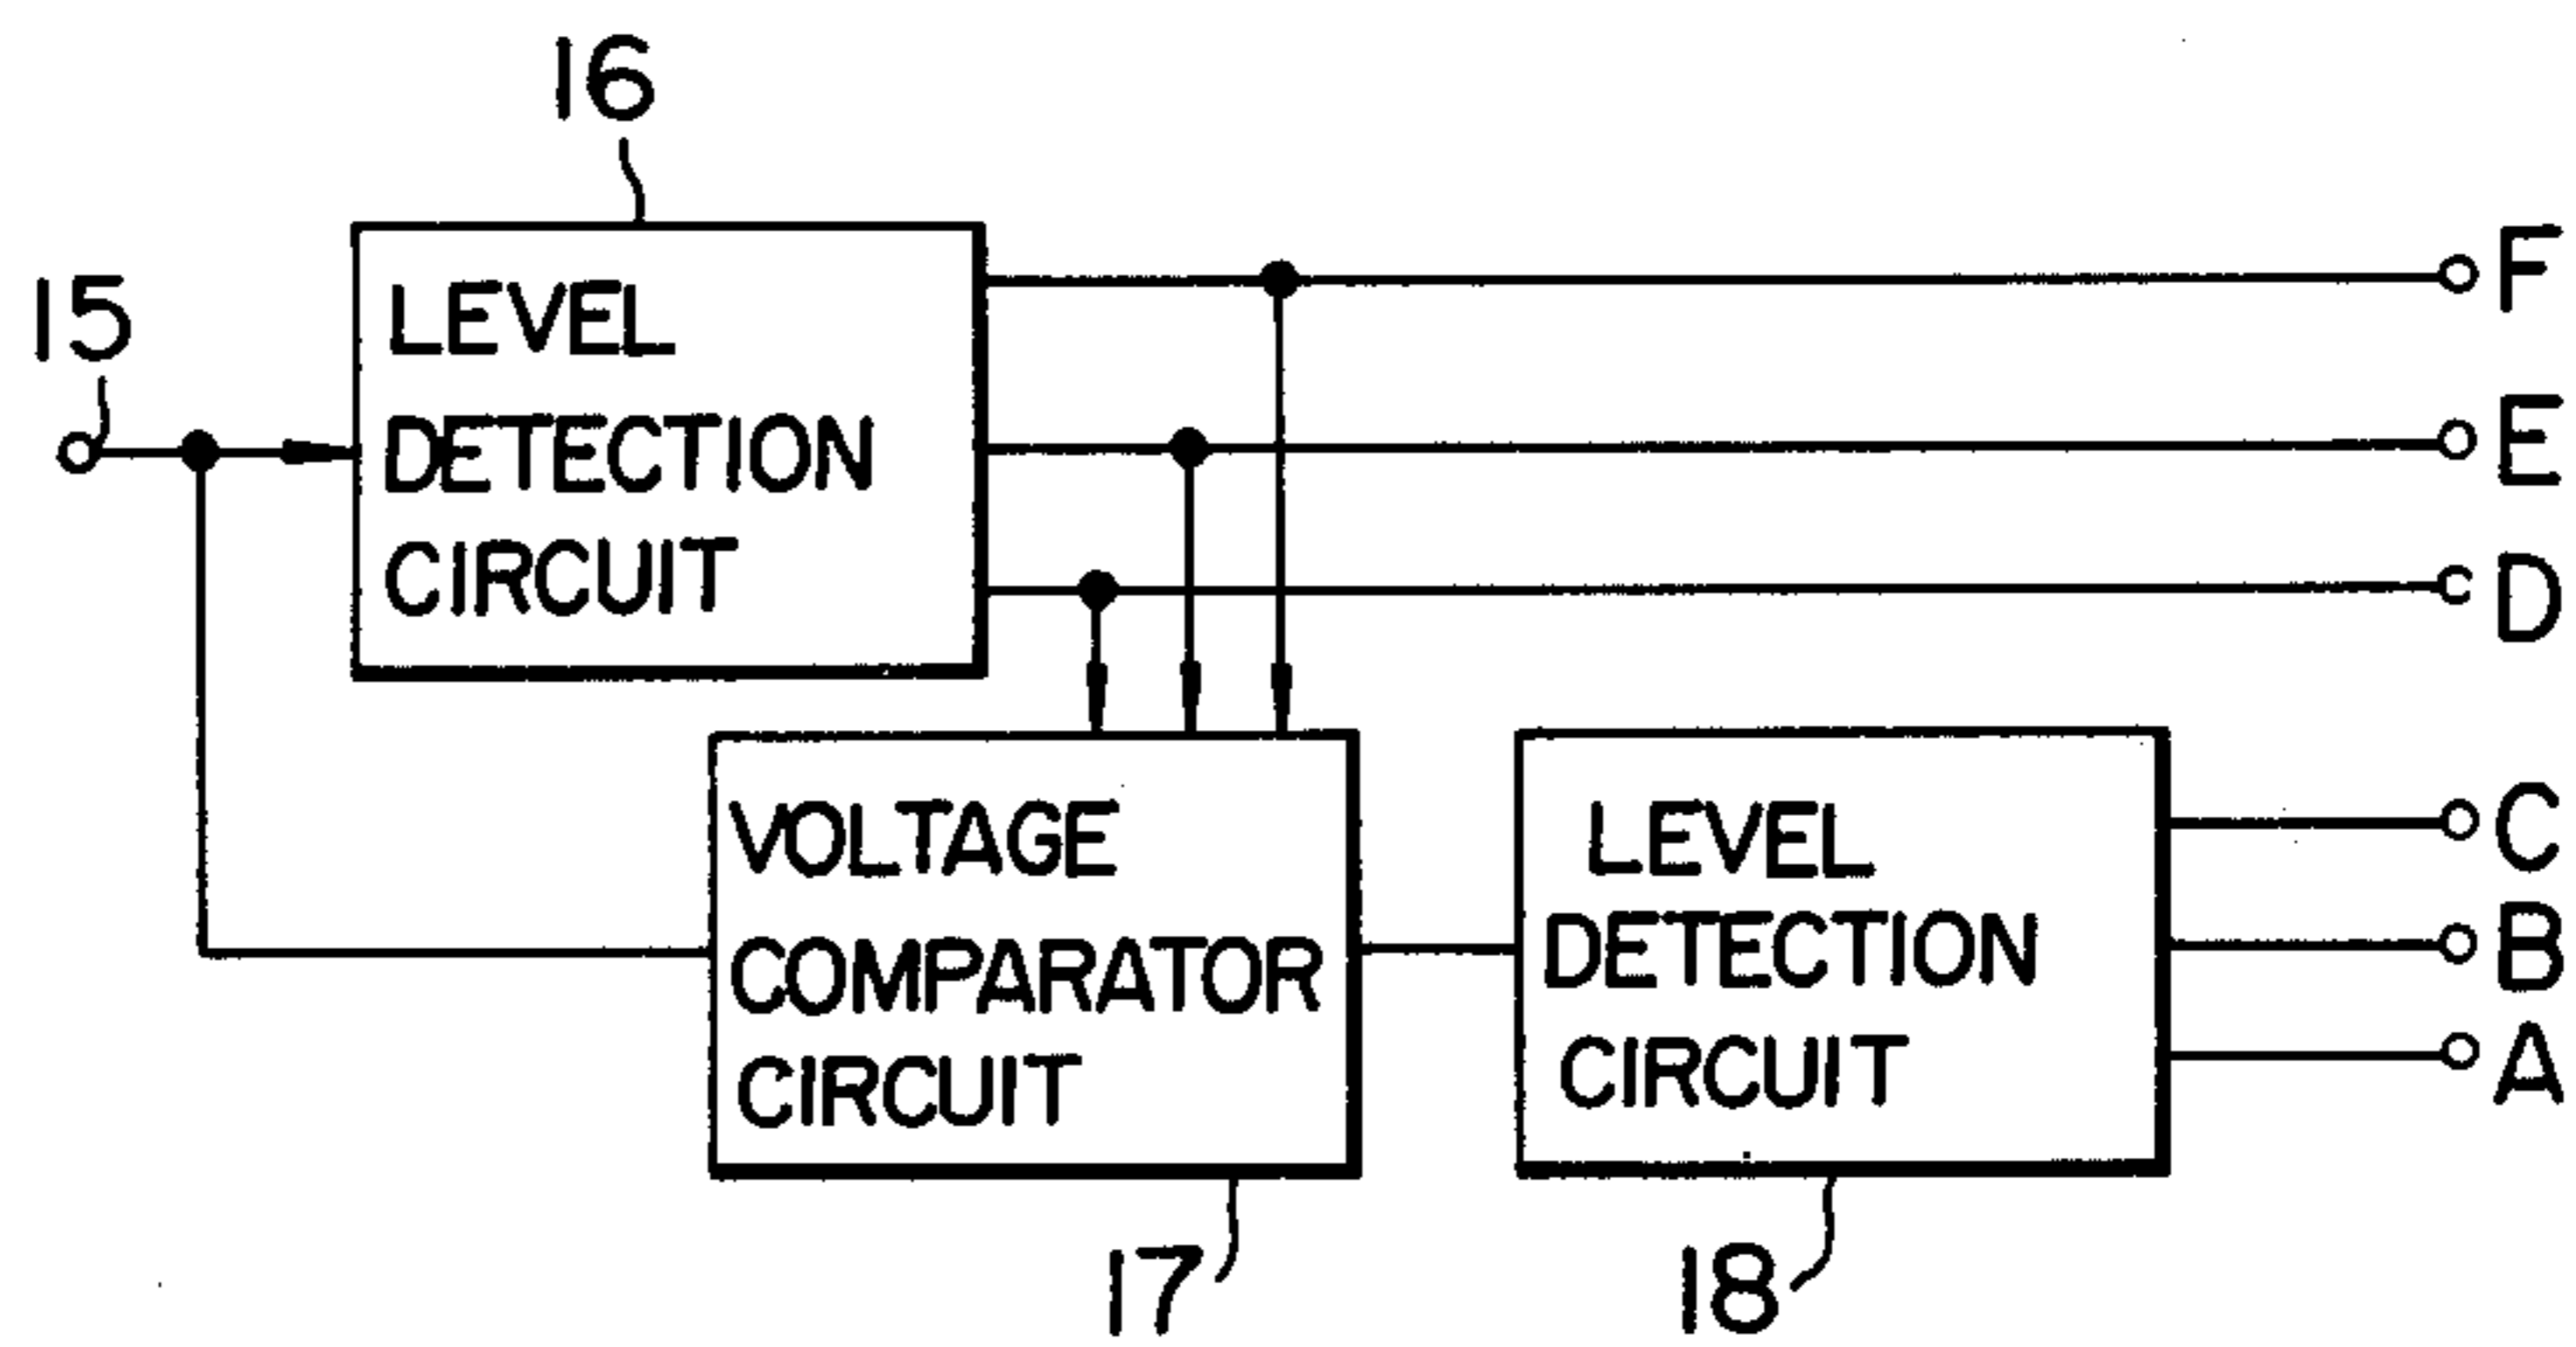 16
15
LEVEL
DETECTION
CIRCUIT
F
E
D
VOLTAGE
COMPARATOR
CIRCUIT
LEVEL
DETECTION
CIRCUIT
C
B
A
17
18